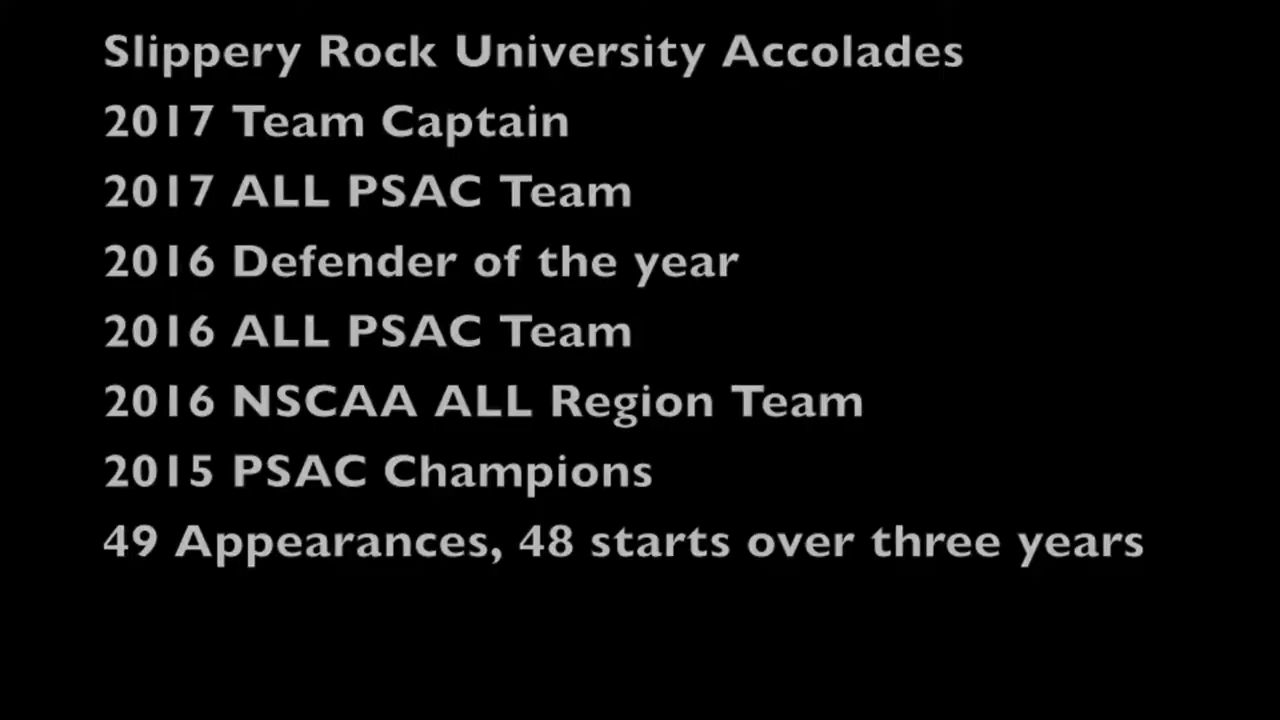 Slippery Rock University Accolades
2017 Team Captain
2017 ALL PSAC Team
2016 Defender of the year
2016 ALL PSAC Team
2016 NSCAA ALL Region Team
2015 PSAC Champions
49 Appearances, 48 starts over three years